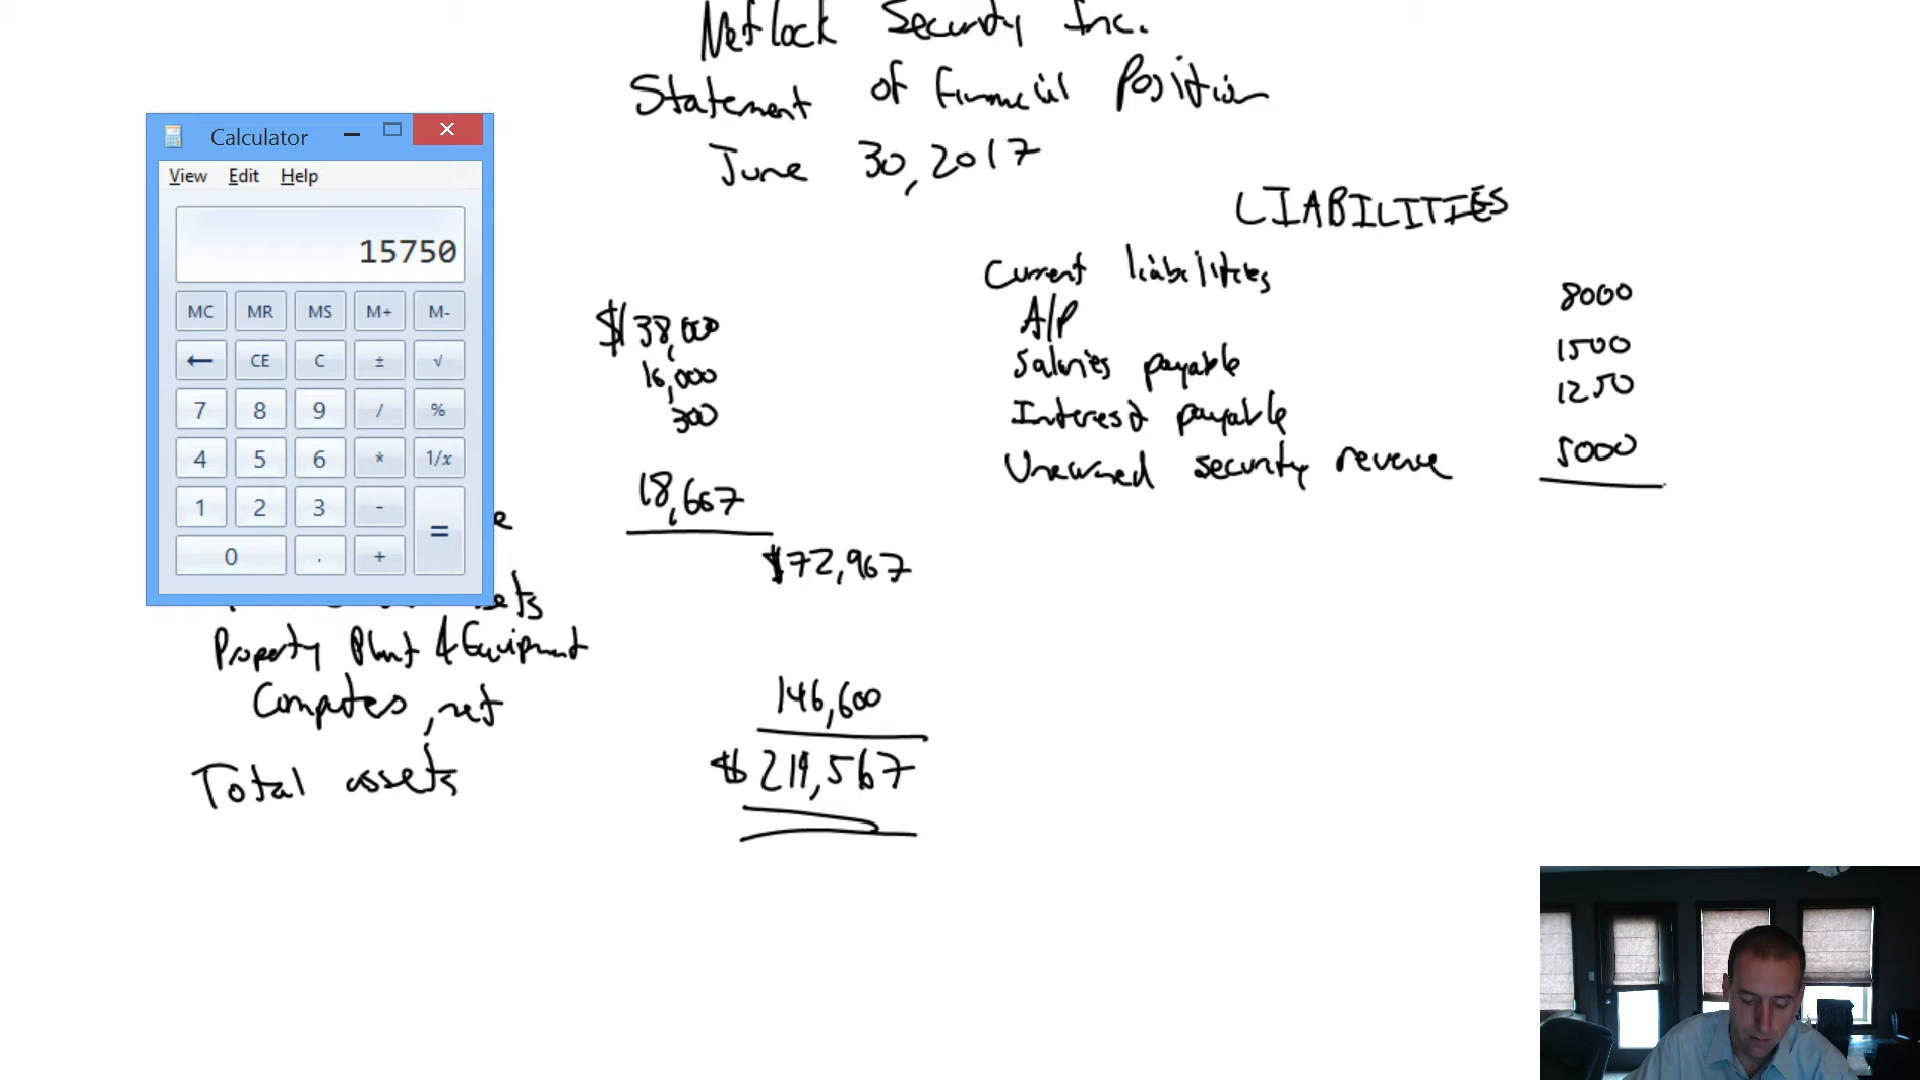 Netlock Security Inc.
Statement of Financial Position
June 30, 2017
Calculator
View Edit Help
15750
MC MR MS M+ M-
← CE C ± √
7 8 9 / %
4 5 6 * 1/x
1 2 3 - =
0 . +
$38,000
16,000
300
18,667
$72,967
Property Plant & Equipment
Computers, net
146,600
Total assets $219,567
LIABILITIES
Current liabilities
A/P 8000
Salaries payable 1500
Interest payable 1250
Unearned security revenue 5000